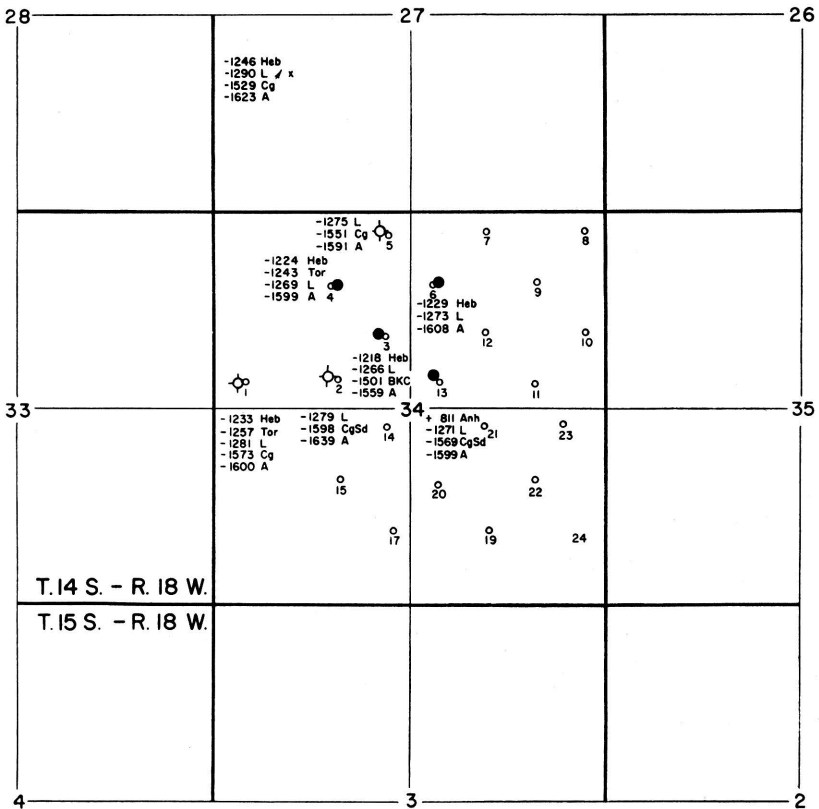 28 27 26
-1246 Heb
-1290 L x
-1529 Cg
-1623 A
-1275 L
-1551 Cg
-1591 A
5
7
8
-1224 Heb
-1243 Tor
-1269 L
-1599 A 4
6
9
-1229 Heb
-1273 L
-1608 A
3
12
10
-1218 Heb
-1266 L
-1501 BKC
-1559 A
1
2
13
11
33 34 35
-1233 Heb
-1257 Tor
-1281 L
-1573 Cg
-1600 A
-1279 L
-1598 CgSd
-1639 A
14
+ 811 Anh
-1271 L
-1569 CgSd
-1599 A
21
23
15
20
22
17
19
24
T. 14 S. - R. 18 W.
T. 15 S. - R. 18 W.
4 3 2